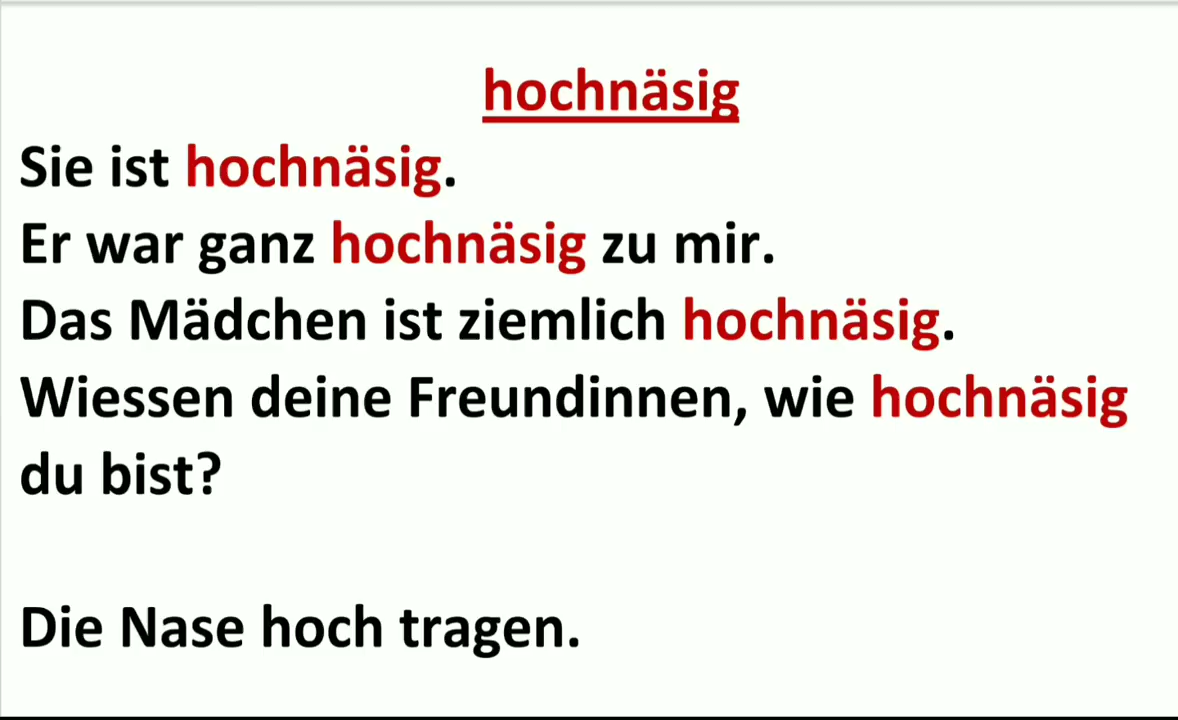 hochnäsig
Sie ist hochnäsig.
Er war ganz hochnäsig zu mir.
Das Mädchen ist ziemlich hochnäsig.
Wiessen deine Freundinnen, wie hochnäsig
du bist?
Die Nase hoch tragen.